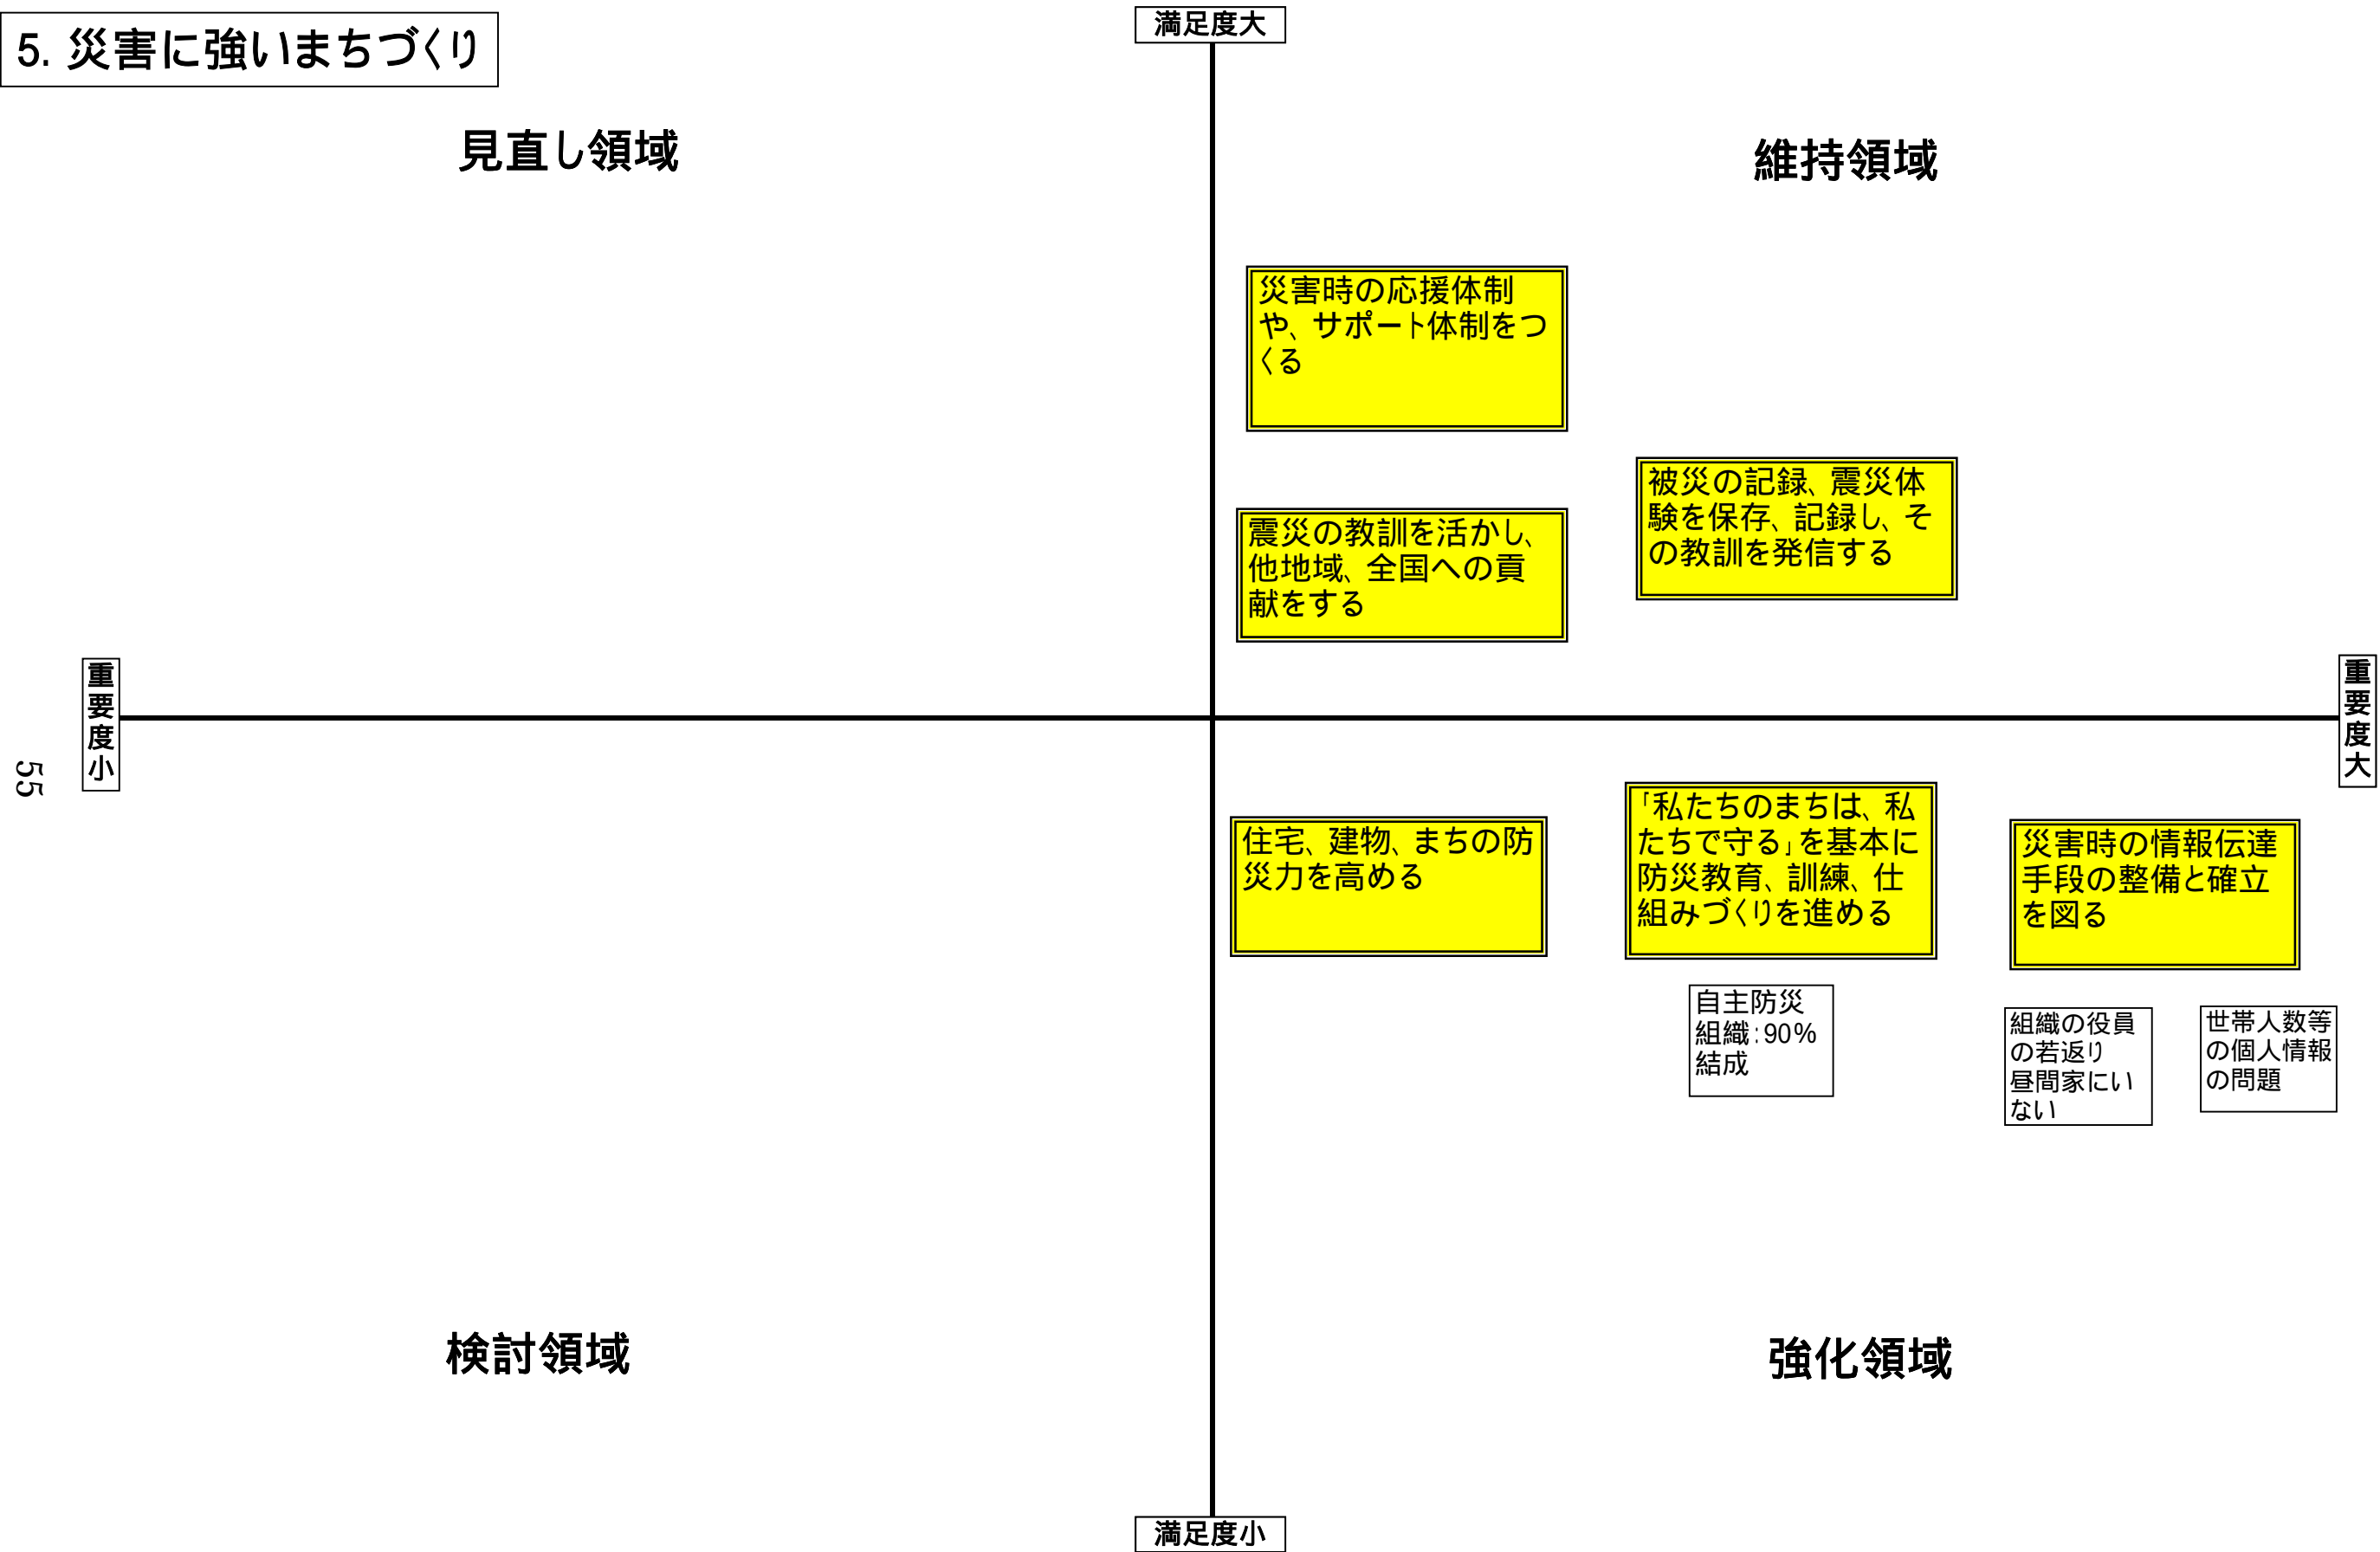 満足度大
5. 災害に強いまちづくり
見直し領域
維持領域
災害時の応援体制
や、サポート体制をつ
くる
被災の記録、震災体
験を保存、記録し、そ
の教訓を発信する
震災の教訓を活かし、
他地域、全国への貢
献をする
重要度小
重要度大
55
住宅、建物、まちの防
災力を高める
「私たちのまちは、私
たちで守る」を基本に
防災教育、訓練、仕
組みづくりを進める
災害時の情報伝達
手段の整備と確立
を図る
自主防災
組織：90％
結成
組織の役員
の若返り
昼間家にい
ない
世帯人数等
の個人情報
の問題
検討領域
強化領域
満足度小